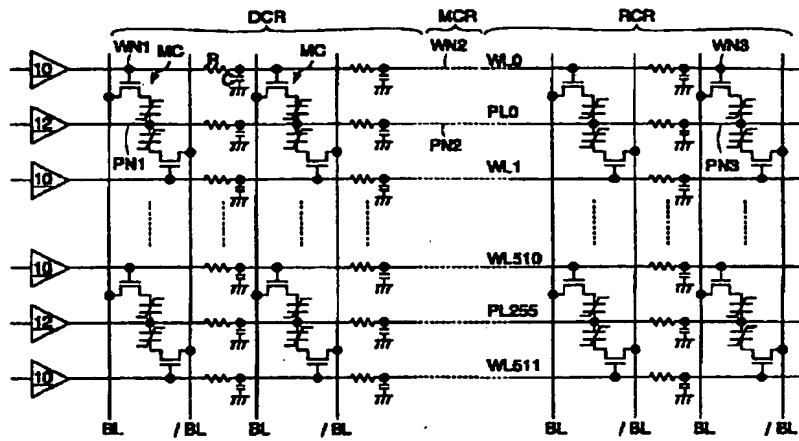 DCR MCR RCR
WN1 MC R C MC WN2 WL0 WN3
10
12 PL0
PN1 PN2 PN3
10 WL1
10 WL510
12 PL255
10 WL511
BL /BL BL /BL BL /BL BL /BL